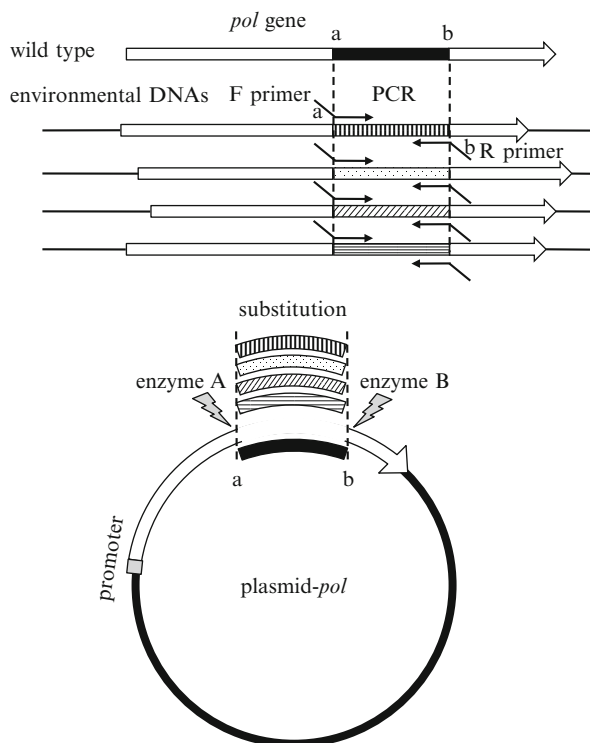 pol gene
a b
wild type
environmental DNAs F primer PCR
a
b R primer
substitution
enzyme A enzyme B
a b
promoter
plasmid-pol